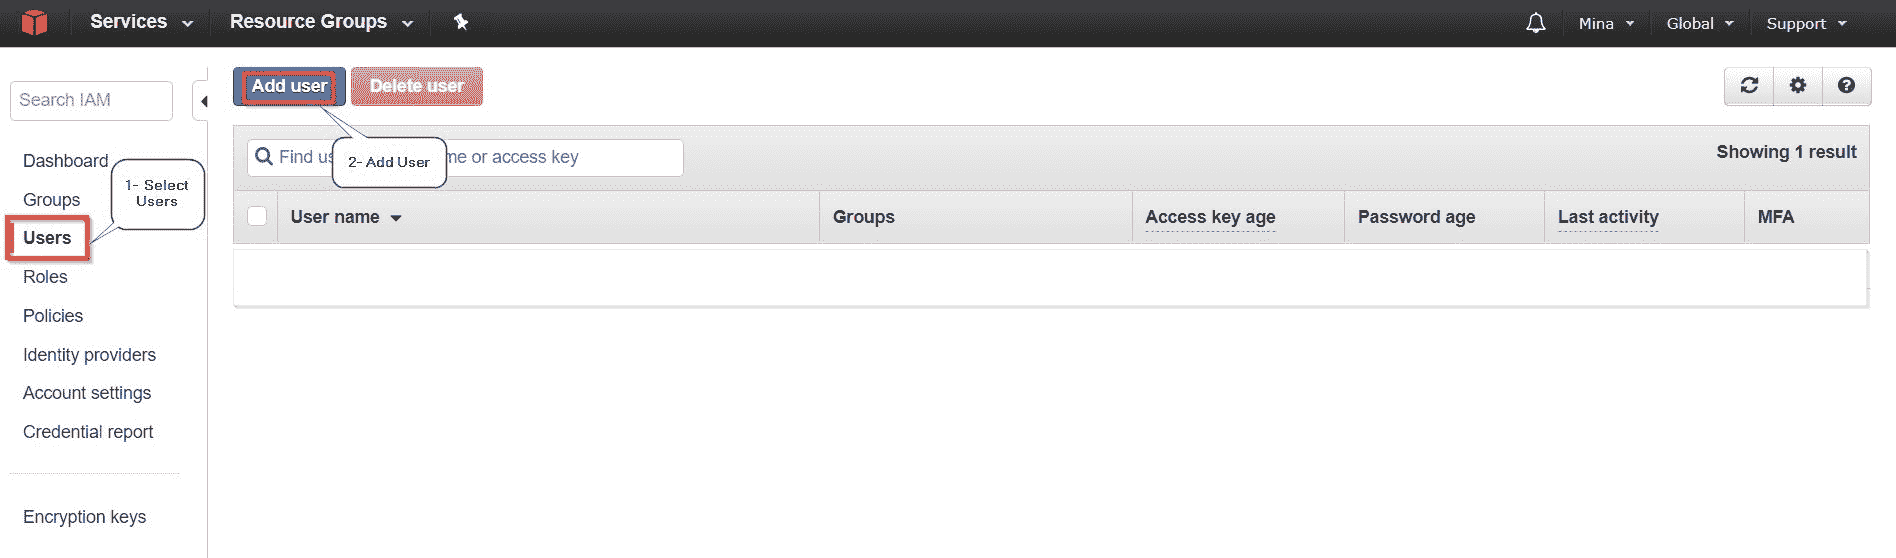 Services
Resource Groups
Mina
Global
Support
Search IAM
Dashboard
Groups
Users
Roles
Policies
Identity providers
Account settings
Credential report
Encryption keys
1- Select
Users
Add user
Delete user
2- Add User
Find us me or access key
Showing 1 result
User name
Groups
Access key age
Password age
Last activity
MFA